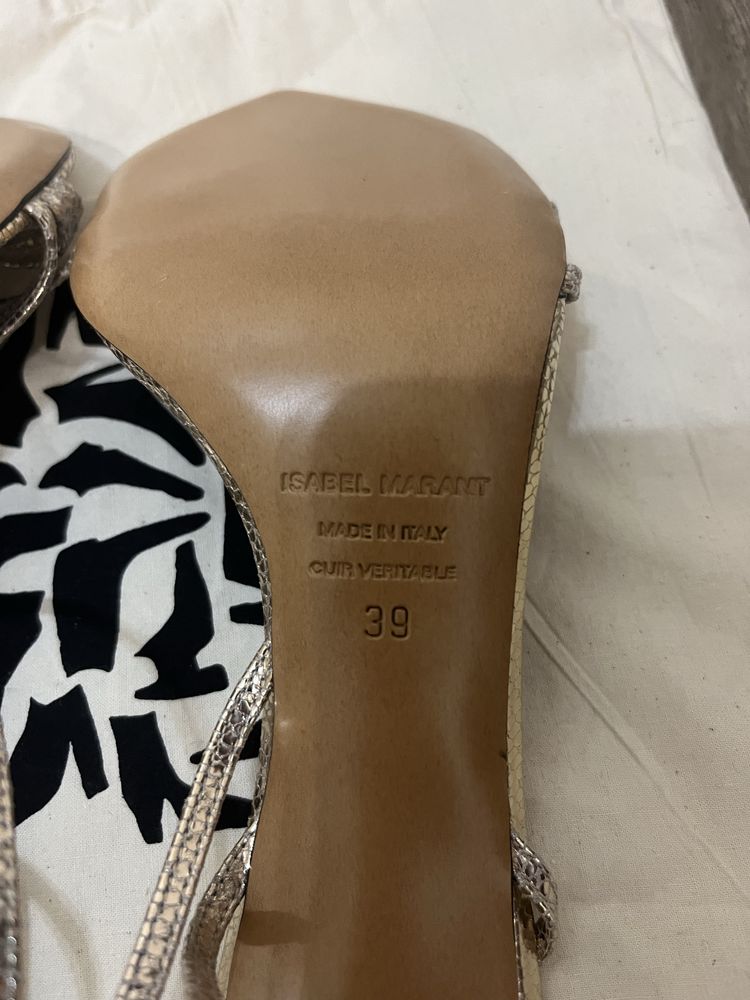 ISABEL MARANT
MADE IN ITALY
CUIR VERITABLE
39